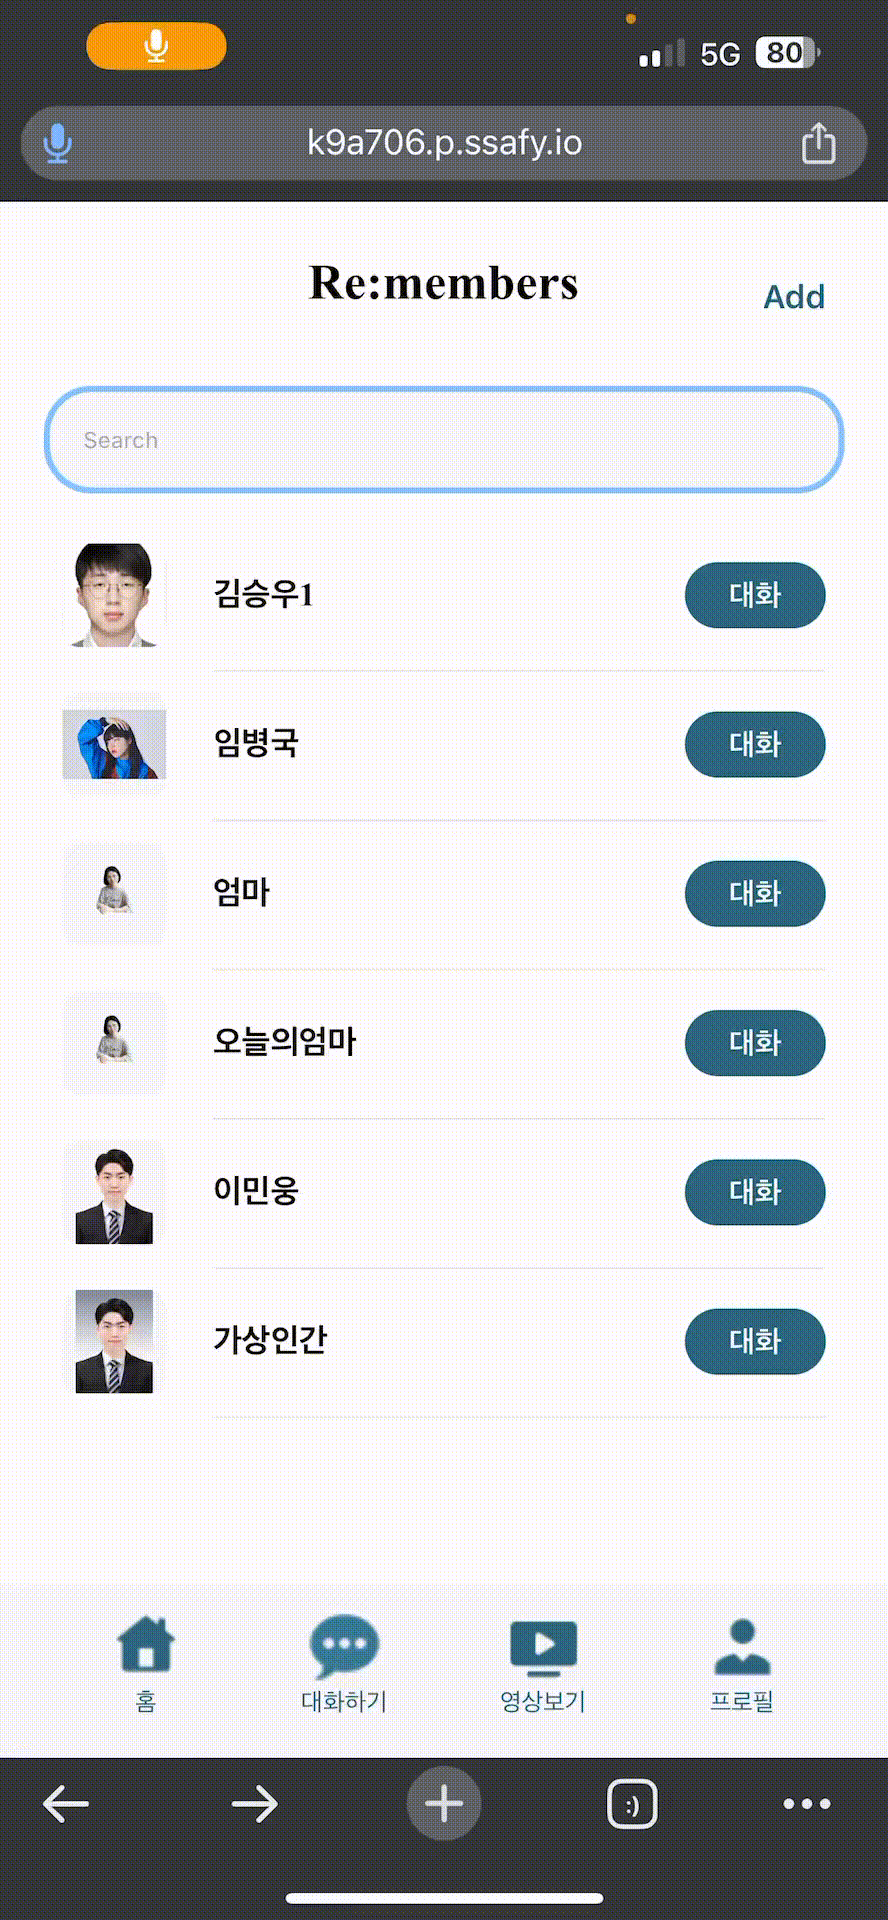 5G 80
k9a706.p.ssafy.io
Re:members
Add
Search
김승우1
대화
임병국
대화
엄마
대화
오늘의엄마
대화
이민웅
대화
가상인간
대화
홈
대화하기
영상보기
프로필
:)